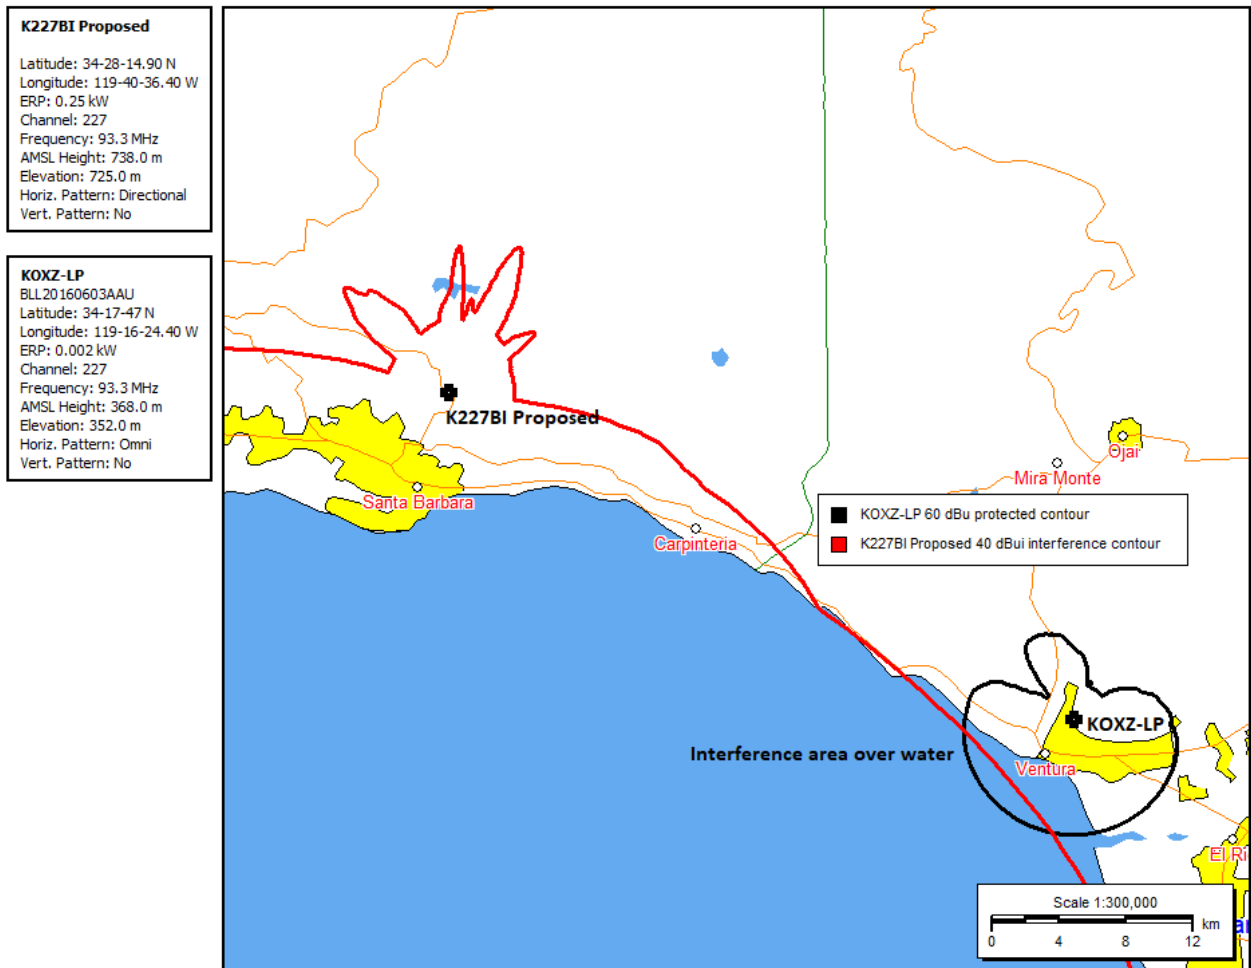 K227BI Proposed
Latitude: 34-28-14.90 N
Longitude: 119-40-36.40 W
ERP: 0.25 kW
Channel: 227
Frequency: 93.3 MHz
AMSL Height: 738.0 m
Elevation: 725.0 m
Horiz. Pattern: Directional
Vert. Pattern: No
KOXZ-LP
BLL20160603AAU
Latitude: 34-17-47 N
Longitude: 119-16-24.40 W
ERP: 0.002 kW
Channel: 227
Frequency: 93.3 MHz
AMSL Height: 368.0 m
Elevation: 352.0 m
Horiz. Pattern: Omni
Vert. Pattern: No
K227BI Proposed
Ojai
Mira Monte
Santa Barbara
KOXZ-LP 60 dBu protected contour
K227BI Proposed 40 dBui interference contour
Carpinteria
KOXZ-LP
Interference area over water
Ventura
El Ri
Scale 1:300,000
km
0 4 8 12